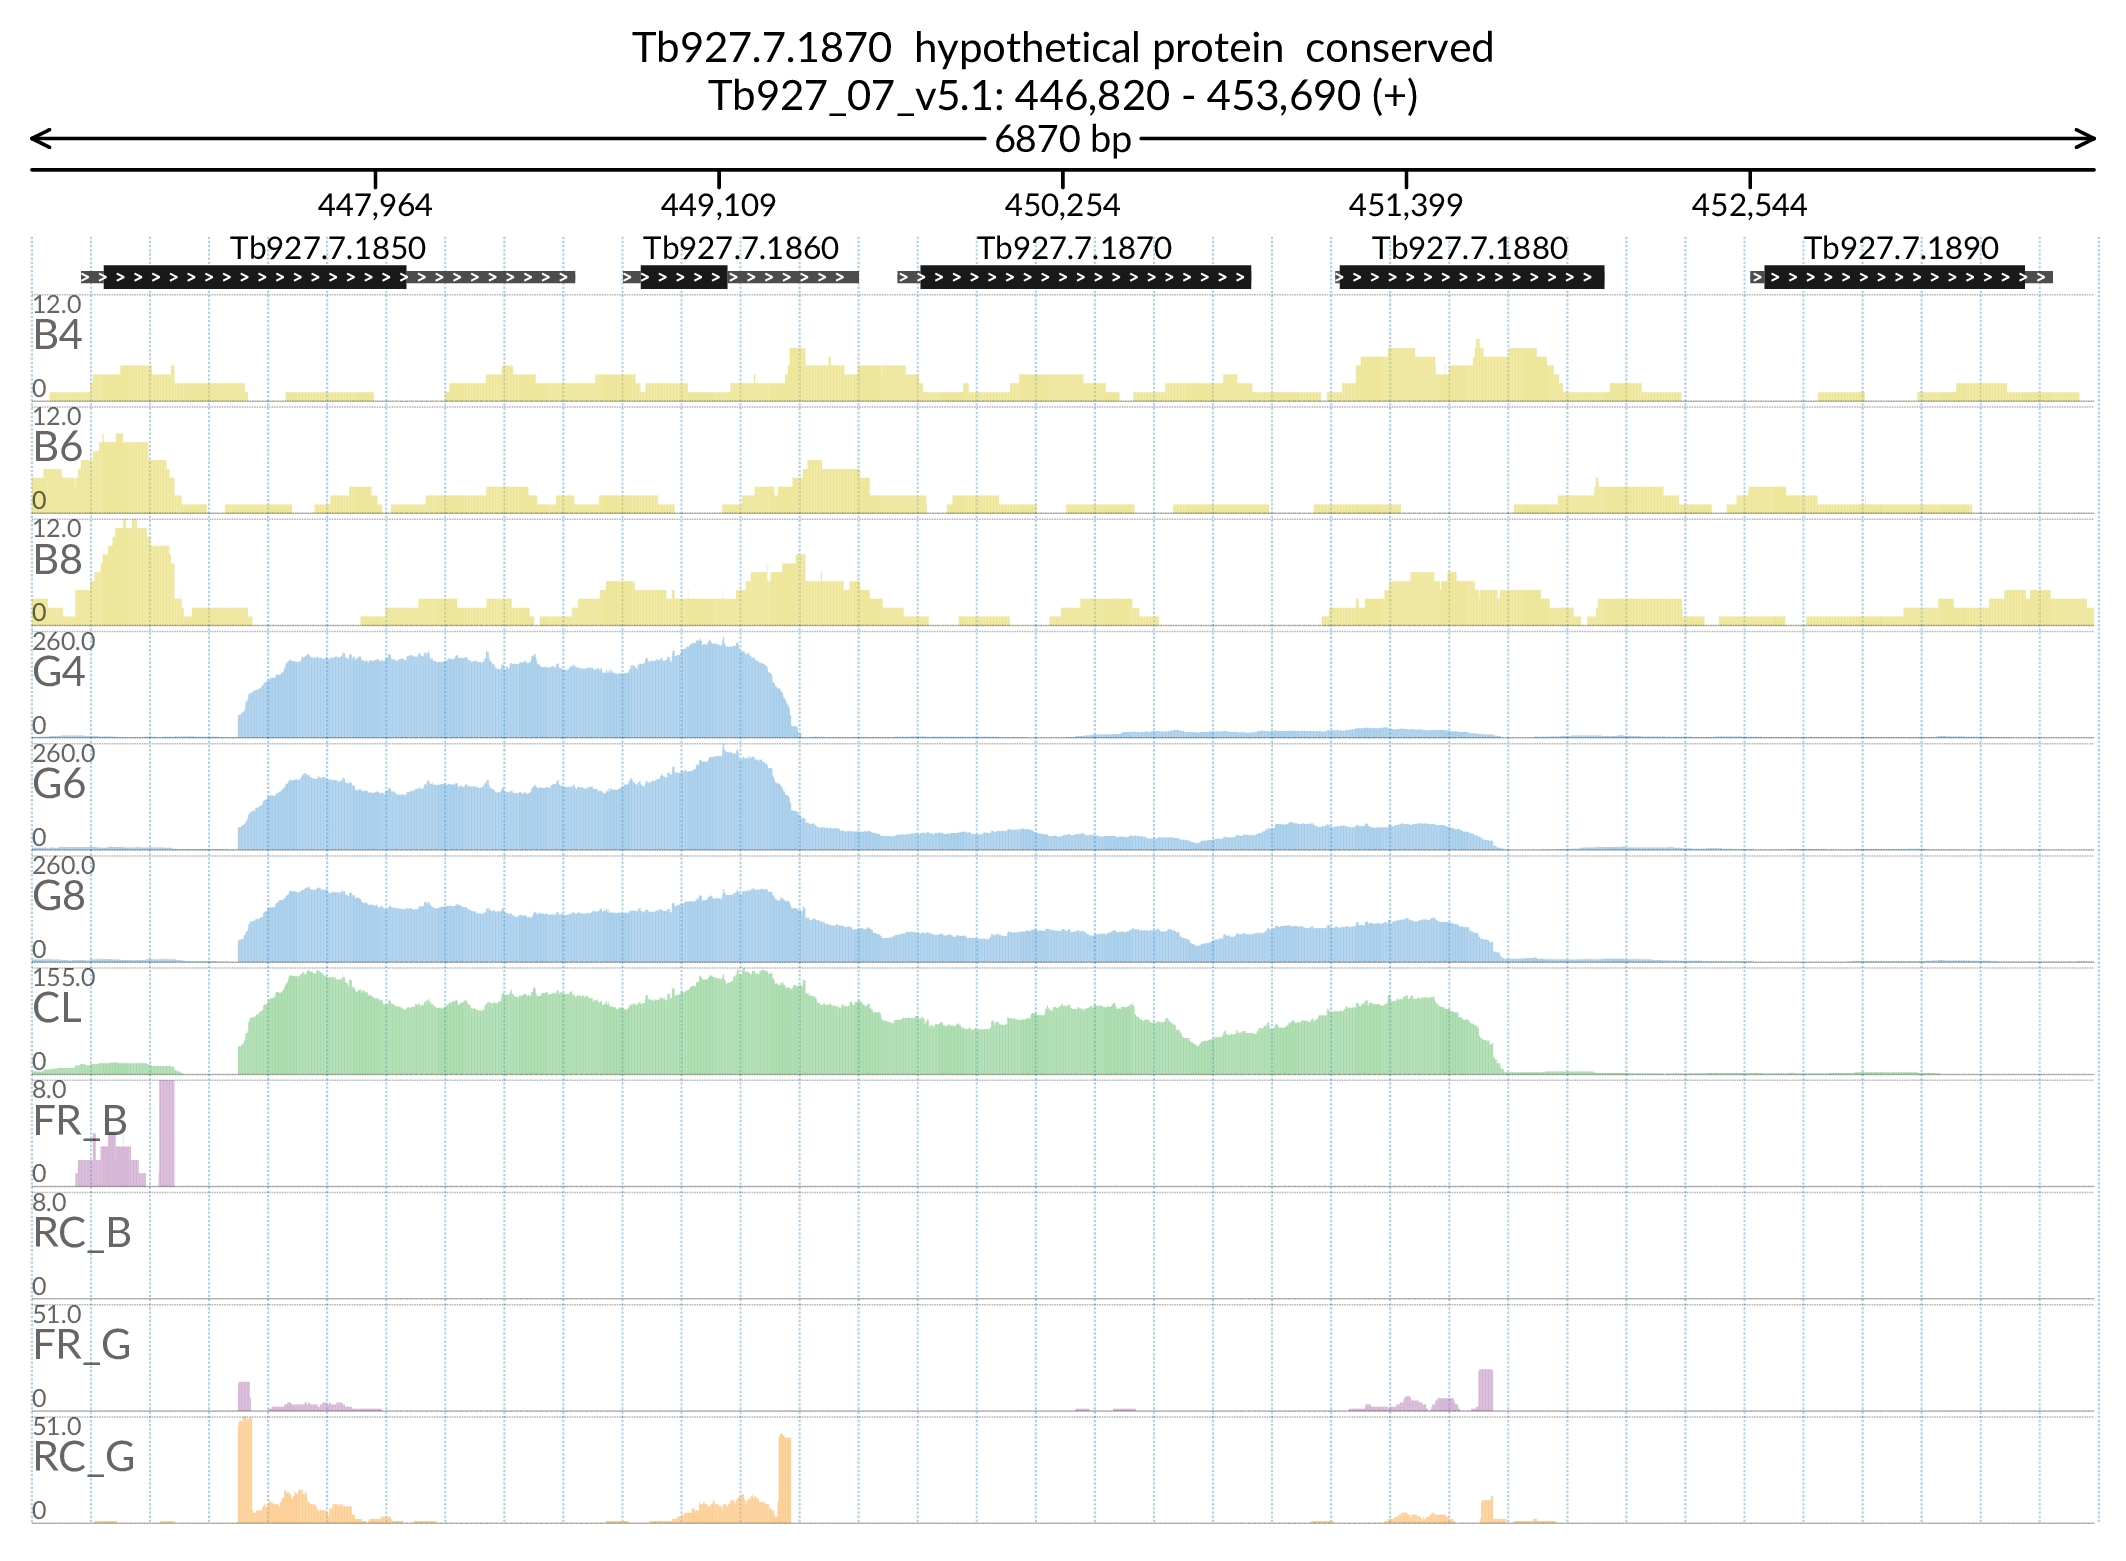 Tb927.7.1870 hypothetical protein conserved
Tb927_07_v5.1: 446,820 - 453,690 (+)
6870 bp
447,964 449,109 450,254 451,399 452,544
Tb927.7.1850 Tb927.7.1860 Tb927.7.1870 Tb927.7.1880 Tb927.7.1890
12.0
B4
0
12.0
B6
0
12.0
B8
0
260.0
G4
0
260.0
G6
0
260.0
G8
0
155.0
CL
0
8.0
FR_B
0
8.0
RC_B
0
51.0
FR_G
0
51.0
RC_G
0